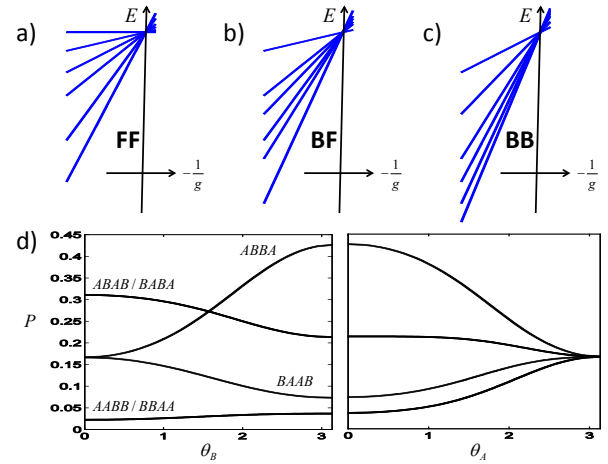 a) E b) E c) E
FF BF BB
-1/g -1/g -1/g
d) 0.45
0.4
0.35
0.3
0.25
P 0.2
0.15
0.1
0.05
0
ABBA
ABAB / BABA
BAAB
AABB / BBAA
0 1 2 3 0 1 2 3
θ_B θ_A